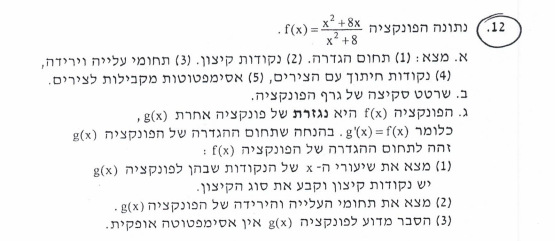 12. נתונה הפונקציה f(x) = (x² + 8x)/(x² + 8) .
א. מצא: (1) תחום הגדרה. (2) נקודות קיצון. (3) תחומי עלייה וירידה,
(4) נקודות חיתוך עם הצירים, (5) אסימפטוטות מקבילות לצירים.
ב. שרטט סקיצה של גרף הפונקציה.
ג. הפונקציה f(x) היא נגזרת של פונקציה אחרת g(x) ,
כלומר g'(x) = f(x) . בהנחה שתחום ההגדרה של הפונקציה g(x)
זהה לתחום ההגדרה של הפונקציה f(x) :
(1) מצא את שיעורי ה- x של הנקודות שבהן לפונקציה g(x)
יש נקודות קיצון וקבע את סוג הקיצון.
(2) מצא את תחומי העלייה והירידה של הפונקציה g(x) .
(3) הסבר מדוע לפונקציה g(x) אין אסימפטוטה אופקית.